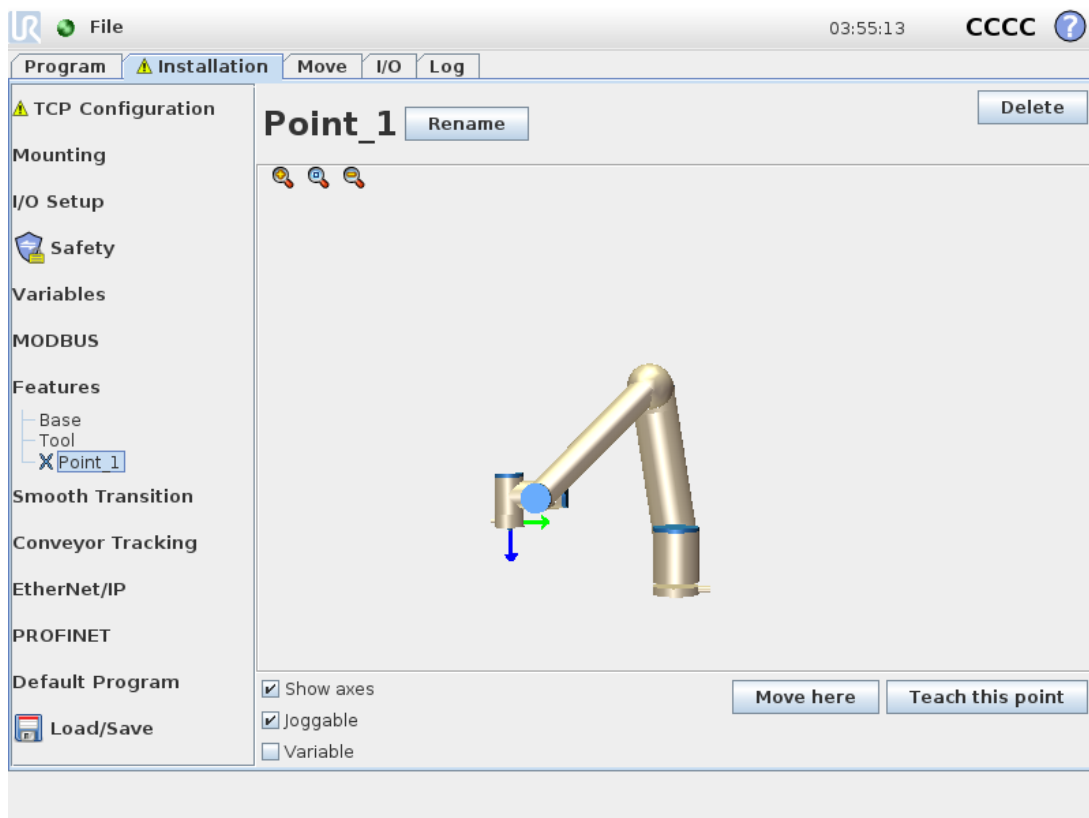 UR File 03:55:13 CCCC ?
Program Installation Move I/O Log
TCP Configuration
Mounting
I/O Setup
Safety
Variables
MODBUS
Features
Base
Tool
Point_1
Smooth Transition
Conveyor Tracking
EtherNet/IP
PROFINET
Default Program
Load/Save
Point_1 Rename
Delete
Show axes
Joggable
Variable
Move here Teach this point